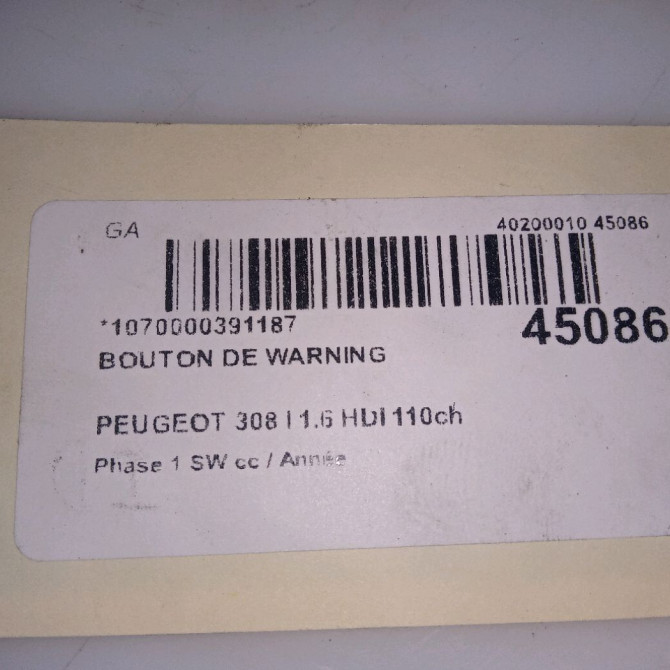 GA
40200010 45086
*1070000391187
45086
BOUTON DE WARNING
PEUGEOT 308 I 1.6 HDI 110ch
Phase 1 SW cc / Année